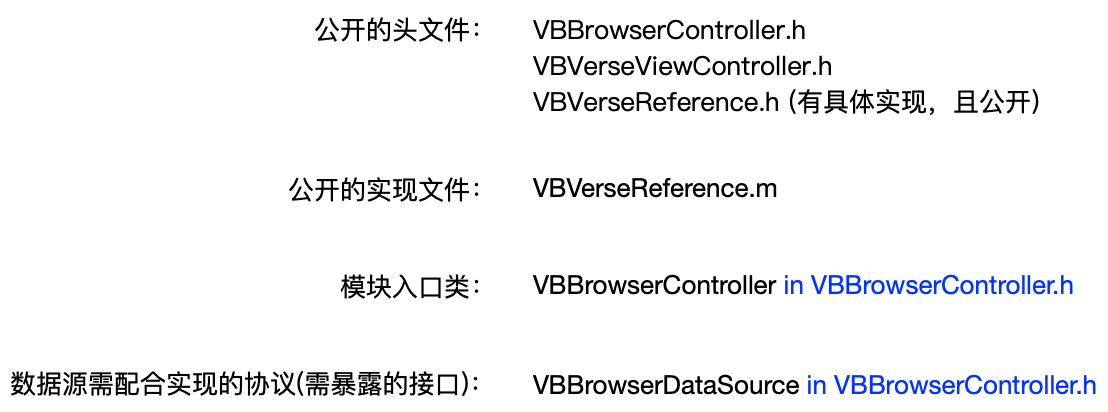 公开的头文件： VBBrowserController.h
VBVerseViewController.h
VBVerseReference.h (有具体实现，且公开)
公开的实现文件： VBVerseReference.m
模块入口类： VBBrowserController in VBBrowserController.h
数据源需配合实现的协议(需暴露的接口)： VBBrowserDataSource in VBBrowserController.h